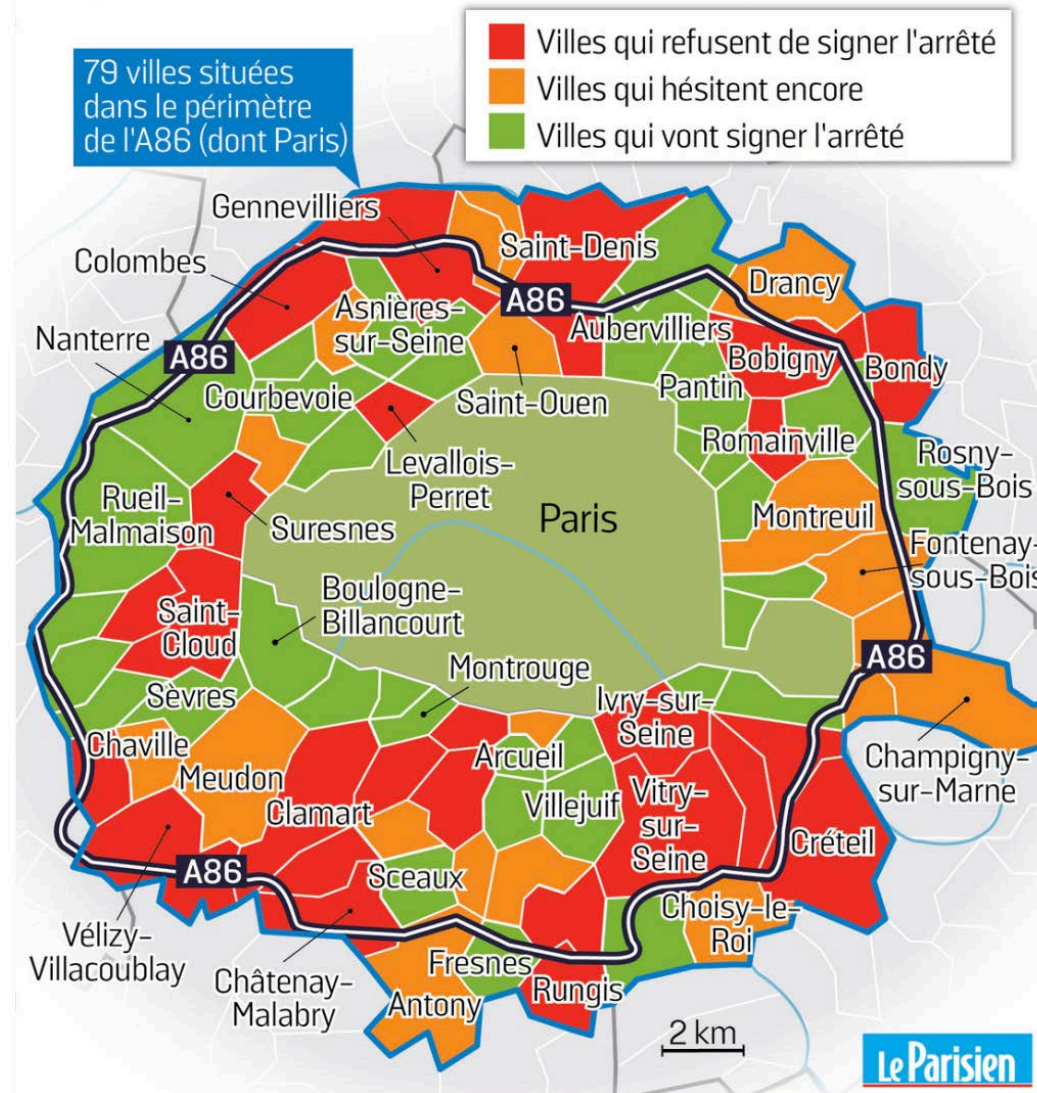 Villes qui refusent de signer l'arrêté
Villes qui hésitent encore
Villes qui vont signer l'arrêté
79 villes situées
dans le périmètre
de l'A86 (dont Paris)
Gennevilliers
Saint-Denis
Colombes
Drancy
A86
Asnières-
sur-Seine
Aubervilliers
Nanterre
A86
Bobigny
Bondy
Courbevoie
Saint-Ouen
Pantin
Levallois-
Perret
Romainville
Rosny-
sous-Bois
Rueil-
Malmaison
Suresnes
Paris
Montreuil
Fontenay-
sous-Bois
Boulogne-
Billancourt
Saint-
Cloud
A86
Montrouge
Sèvres
Ivry-sur-
Seine
Chaville
Arcueil
Champigny-
sur-Marne
Meudon
Clamart
Villejuif
Vitry-
sur-
Seine
Créteil
A86
Sceaux
Choisy-le-
Roi
Vélizy-
Villacoublay
Châtenay-
Malabry
Fresnes
Antony
Rungis
2 km
Le Parisien